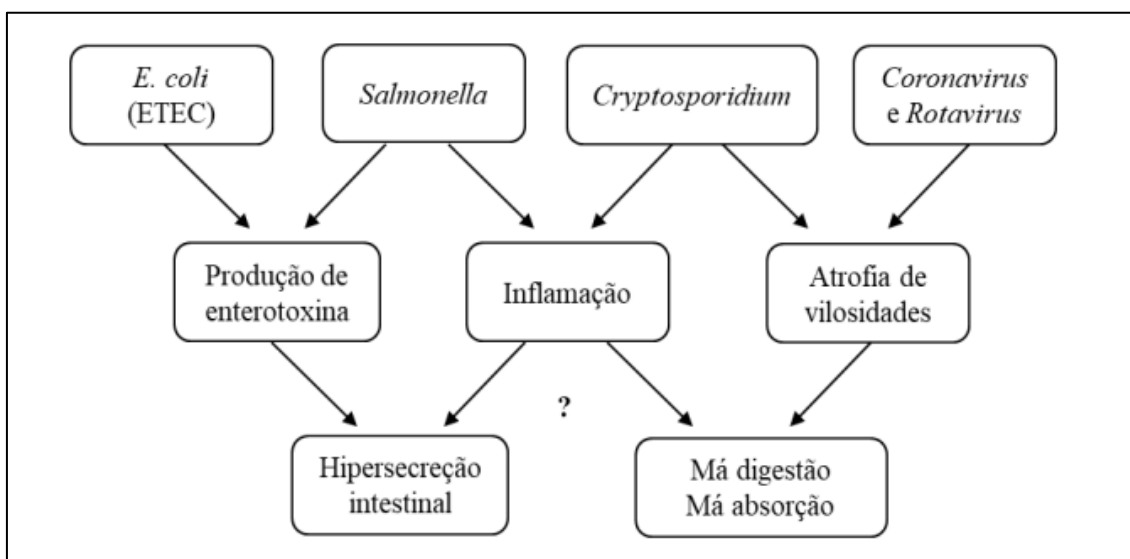 E. coli
(ETEC)
Salmonella
Cryptosporidium
Coronavirus
e Rotavirus
Produção de
enterotoxina
Inflamação
Atrofia de
vilosidades
?
Hipersecreção
intestinal
Má digestão
Má absorção